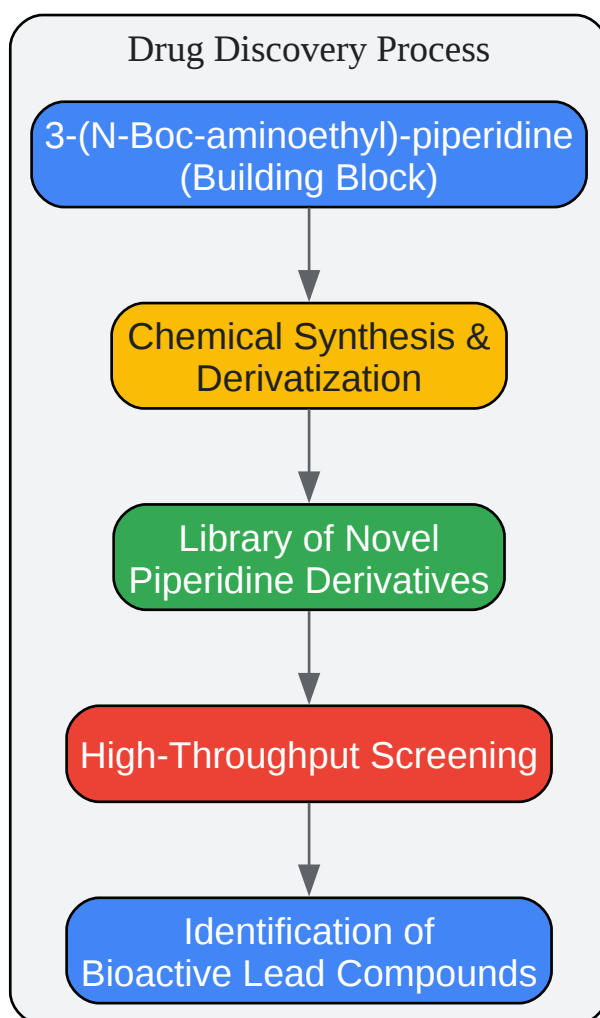 Drug Discovery Process
3-(N-Boc-aminoethyl)-piperidine
(Building Block)
Chemical Synthesis &
Derivatization
Library of Novel
Piperidine Derivatives
High-Throughput Screening
Identification of
Bioactive Lead Compounds